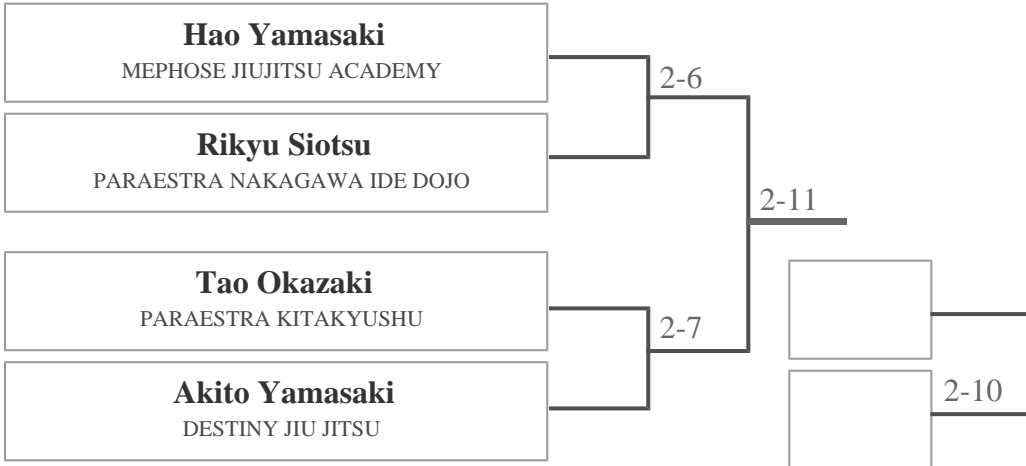 Hao Yamasaki
MEPHOSE JIUJITSU ACADEMY
2-6
Rikyu Siotsu
PARAESTRA NAKAGAWA IDE DOJO
2-11
Tao Okazaki
PARAESTRA KITAKYUSHU
2-7
Akito Yamasaki
DESTINY JIU JITSU
2-10